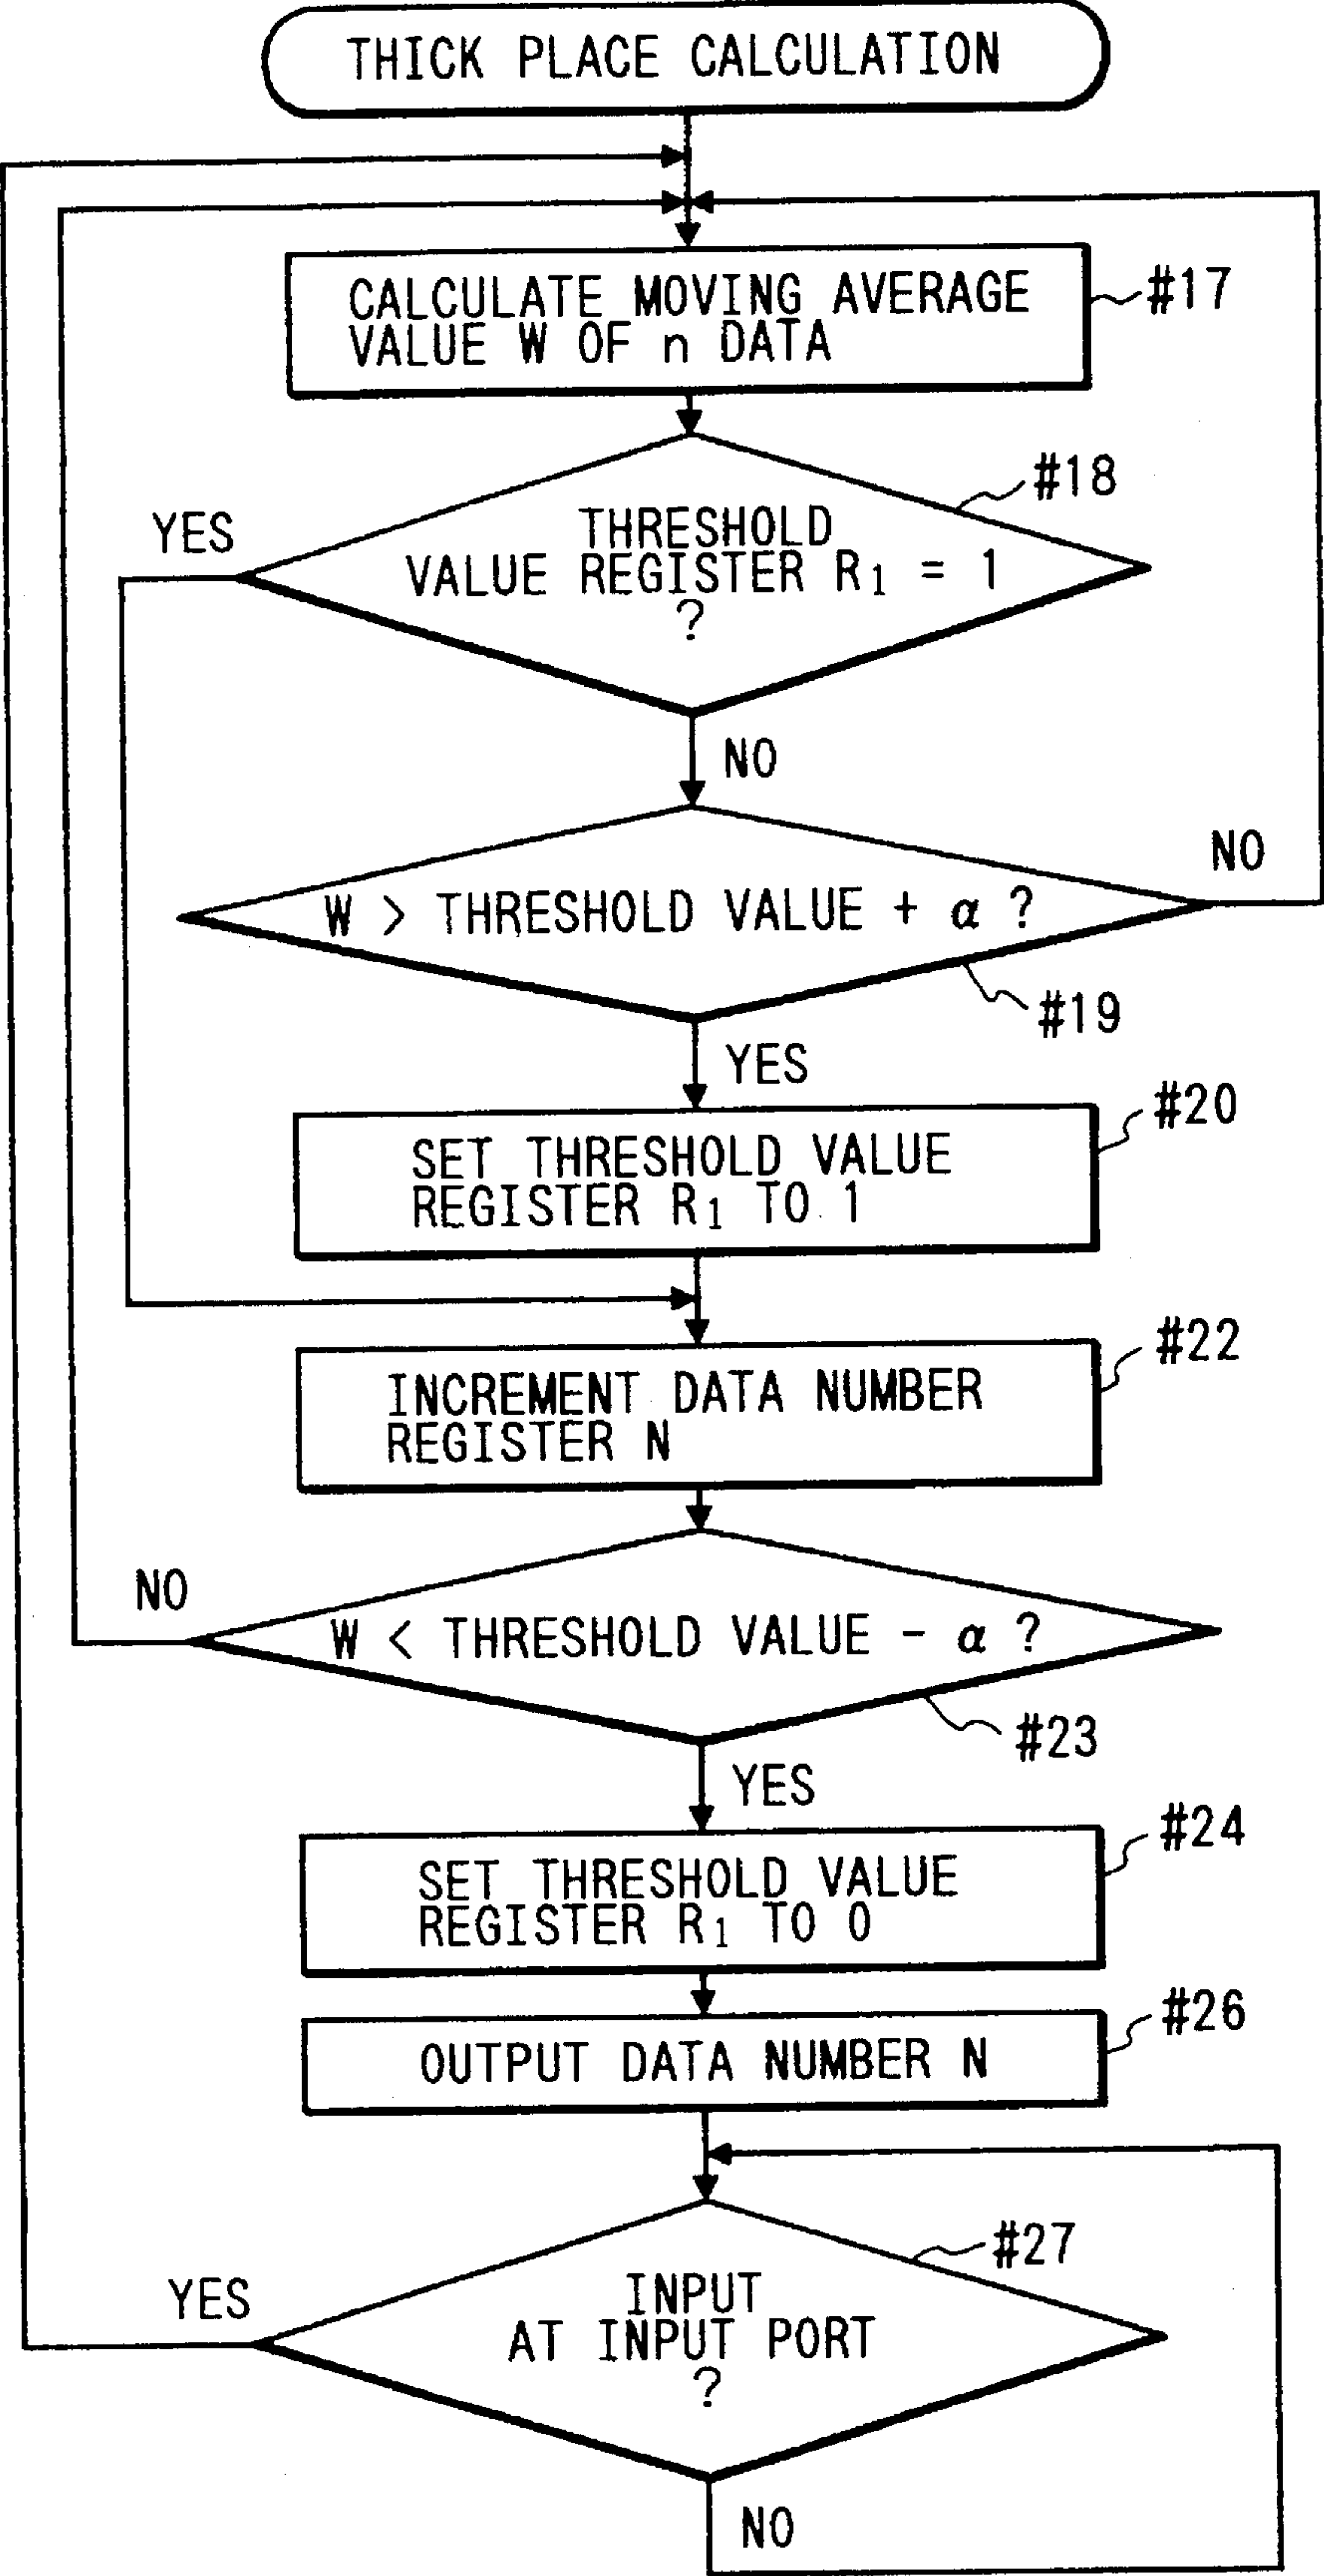 THICK PLACE CALCULATION
CALCULATE MOVING AVERAGE
VALUE W OF n DATA
#17
#18
YES
THRESHOLD
VALUE REGISTER R1 = 1
?
NO
NO
W > THRESHOLD VALUE + α ?
#19
YES
#20
SET THRESHOLD VALUE
REGISTER R1 TO 1
#22
INCREMENT DATA NUMBER
REGISTER N
NO
W < THRESHOLD VALUE - α ?
#23
YES
#24
SET THRESHOLD VALUE
REGISTER R1 TO 0
#26
OUTPUT DATA NUMBER N
#27
YES
INPUT
AT INPUT PORT
?
NO